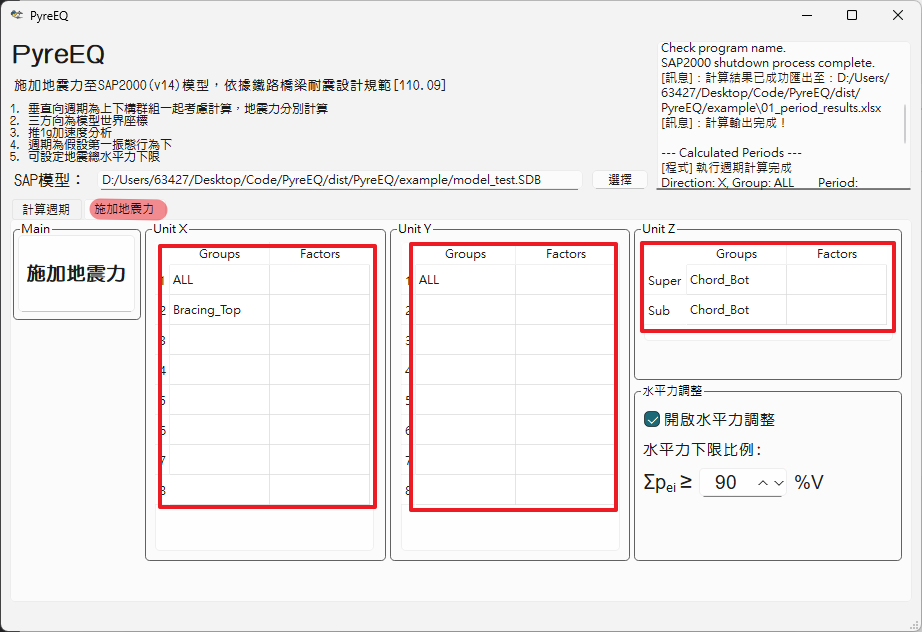 PyreEQ
PyreEQ
施加地震力至SAP2000(v14)模型，依據鐵路橋梁耐震設計規範[110.09]
1. 垂直向週期為上下構群組一起考慮計算，地震力分別計算
2. 三方向為模型世界座標
3. 推1g加速度分析
4. 週期為假設第一振態行為下
5. 可設定地震總水平力下限
Check program name.
SAP2000 shutdown process complete.
[訊息]：計算結果已成功匯出至：D:/Users/
63427/Desktop/Code/PyreEQ/dist/
PyreEQ/example\01_period_results.xlsx
[訊息]：計算輸出完成！
--- Calculated Periods ---
[程式] 執行週期計算完成
Direction: X, Group: ALL Period:
SAP模型： D:/Users/63427/Desktop/Code/PyreEQ/dist/PyreEQ/example/model_test.SDB 選擇
計算週期 施加地震力
Main
施加地震力
Unit X
Groups Factors
1 ALL
2 Bracing_Top
3
4
5
6
7
8
Unit Y
Groups Factors
1 ALL
2
3
4
5
6
7
8
Unit Z
Groups Factors
Super Chord_Bot
Sub Chord_Bot
水平力調整
開啟水平力調整
水平力下限比例：
Σpei ≥ 90 %V